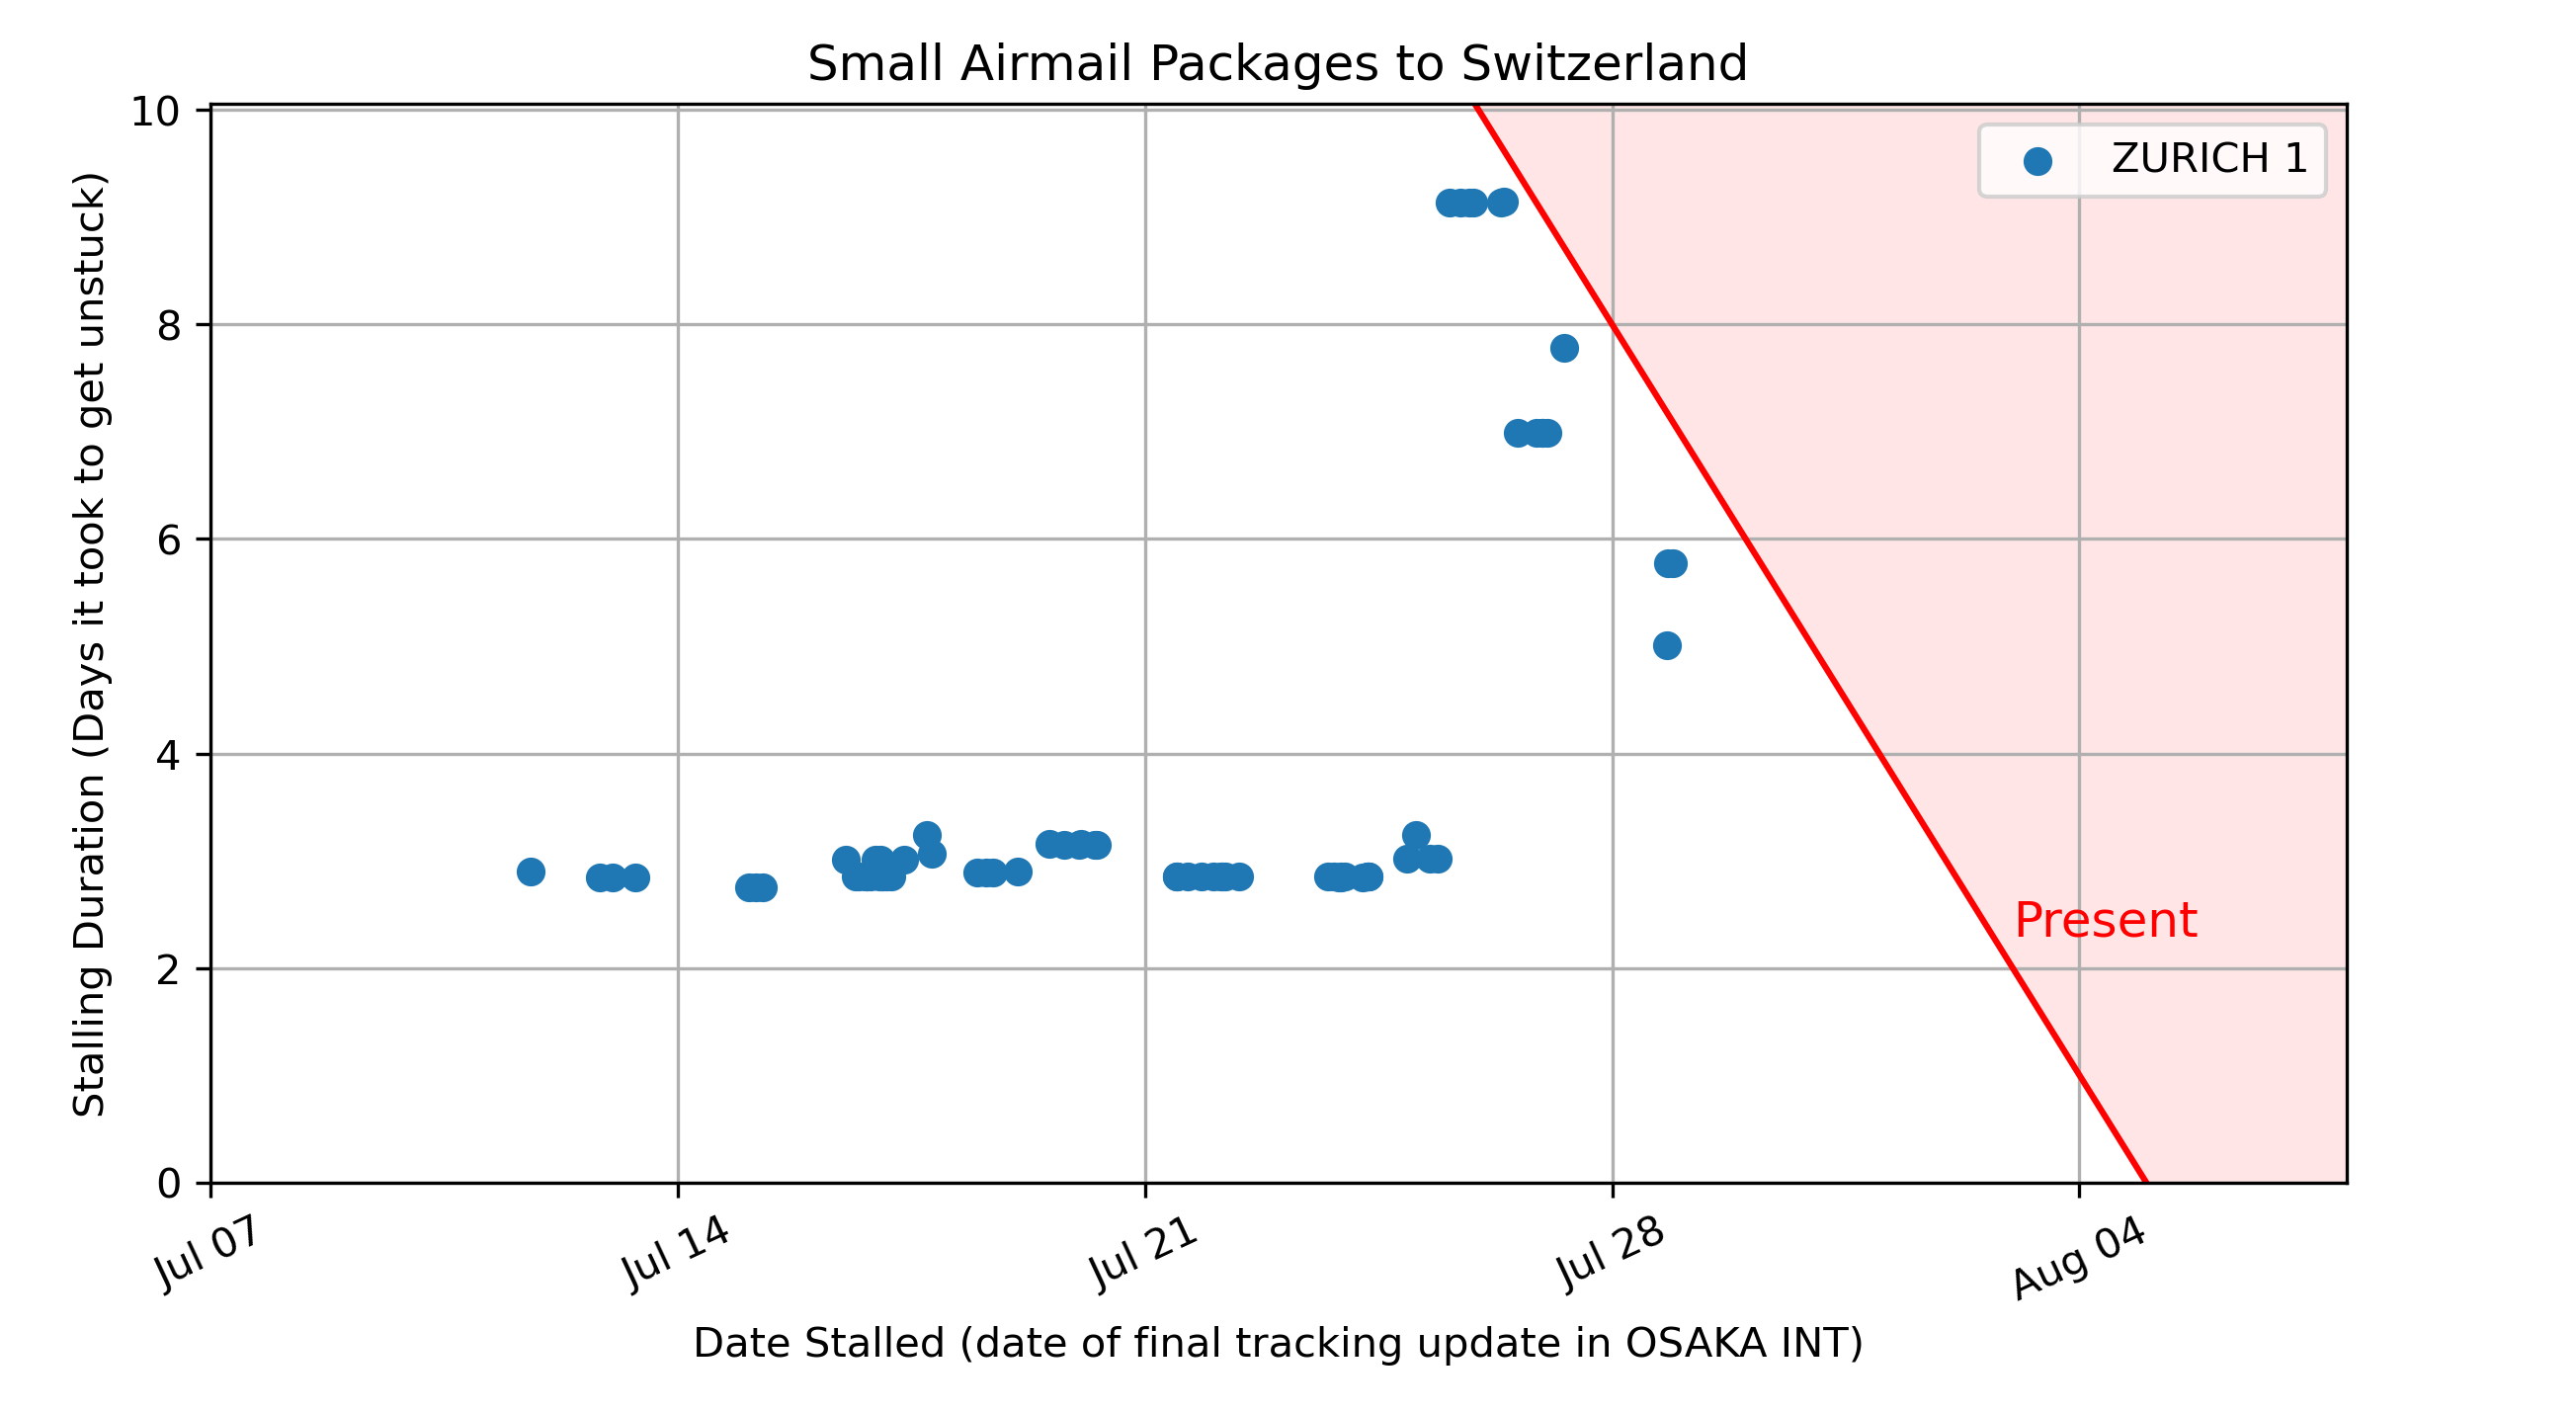 Small Airmail Packages to Switzerland
Stalling Duration (Days it took to get unstuck)
10
8
6
4
2
0
ZURICH 1
Present
Jul 07
Jul 14
Jul 21
Jul 28
Aug 04
Date Stalled (date of final tracking update in OSAKA INT)